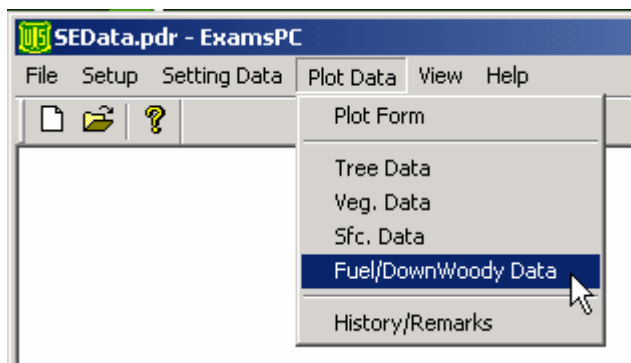 SEData.pdr - ExamsPC
File Setup Setting Data Plot Data View Help
Plot Form
Tree Data
Veg. Data
Sfc. Data
Fuel/DownWoody Data
History/Remarks